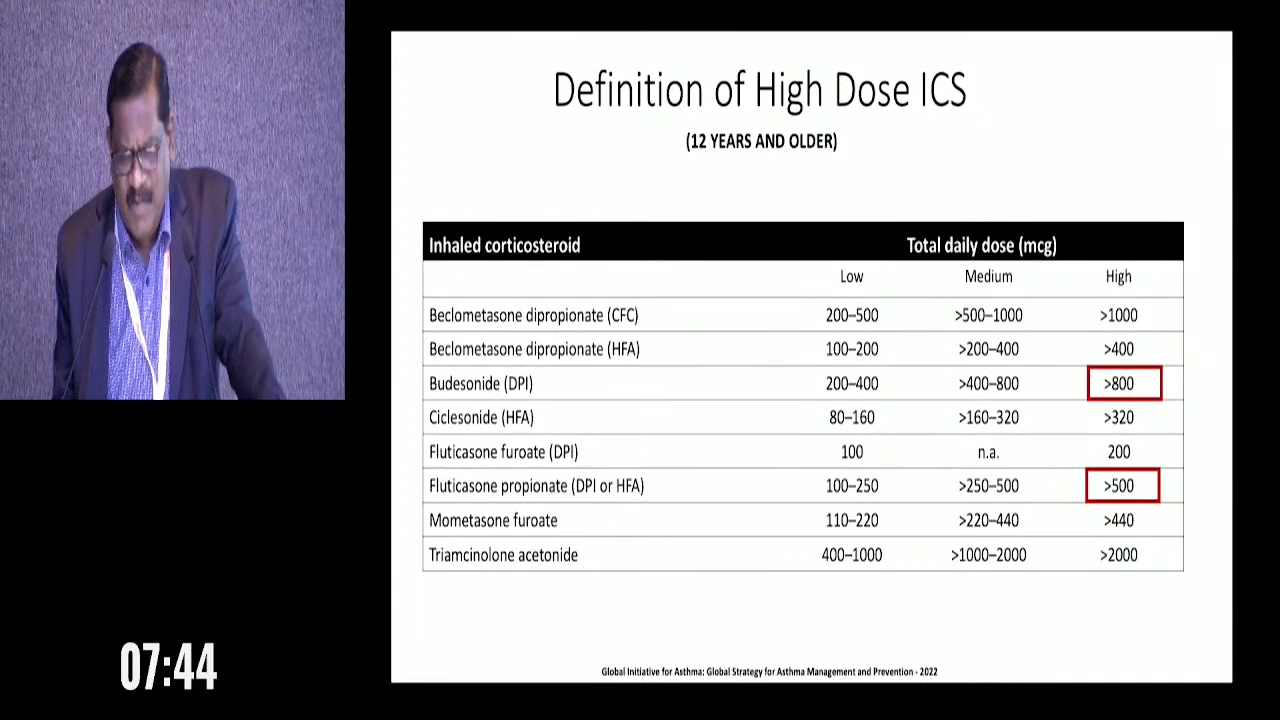 Definition of High Dose ICS
(12 YEARS AND OLDER)
Inhaled corticosteroid Total daily dose (mcg)
Low Medium High
Beclometasone dipropionate (CFC) 200–500 >500–1000 >1000
Beclometasone dipropionate (HFA) 100–200 >200–400 >400
Budesonide (DPI) 200–400 >400–800 >800
Ciclesonide (HFA) 80–160 >160–320 >320
Fluticasone furoate (DPI) 100 n.a. 200
Fluticasone propionate (DPI or HFA) 100–250 >250–500 >500
Mometasone furoate 110–220 >220–440 >440
Triamcinolone acetonide 400–1000 >1000–2000 >2000
Global Initiative for Asthma: Global Strategy for Asthma Management and Prevention - 2022
07:44